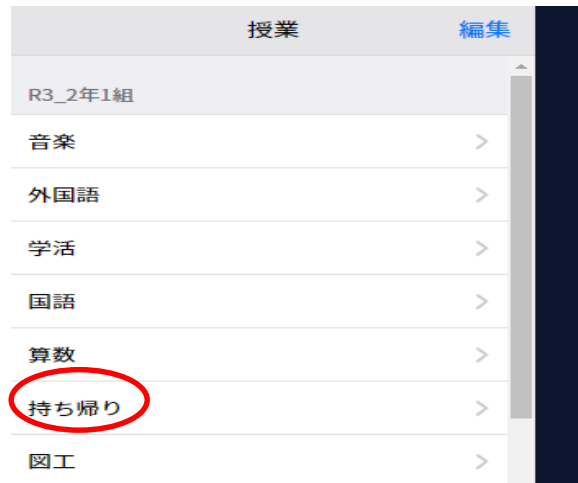 授業 編集
R3_2年1組
音楽
外国語
学活
国語
算数
持ち帰り
図工